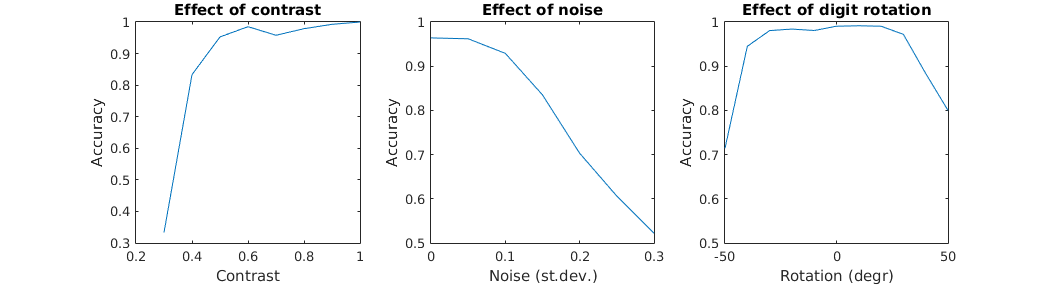 Effect of contrast
1
0.9
0.8
0.7
0.6
0.5
0.4
0.3
Accuracy
0.2 0.4 0.6 0.8 1
Contrast
Effect of noise
1
0.9
0.8
0.7
0.6
0.5
Accuracy
0 0.1 0.2 0.3
Noise (st.dev.)
Effect of digit rotation
1
0.9
0.8
0.7
0.6
0.5
Accuracy
-50 0 50
Rotation (degr)